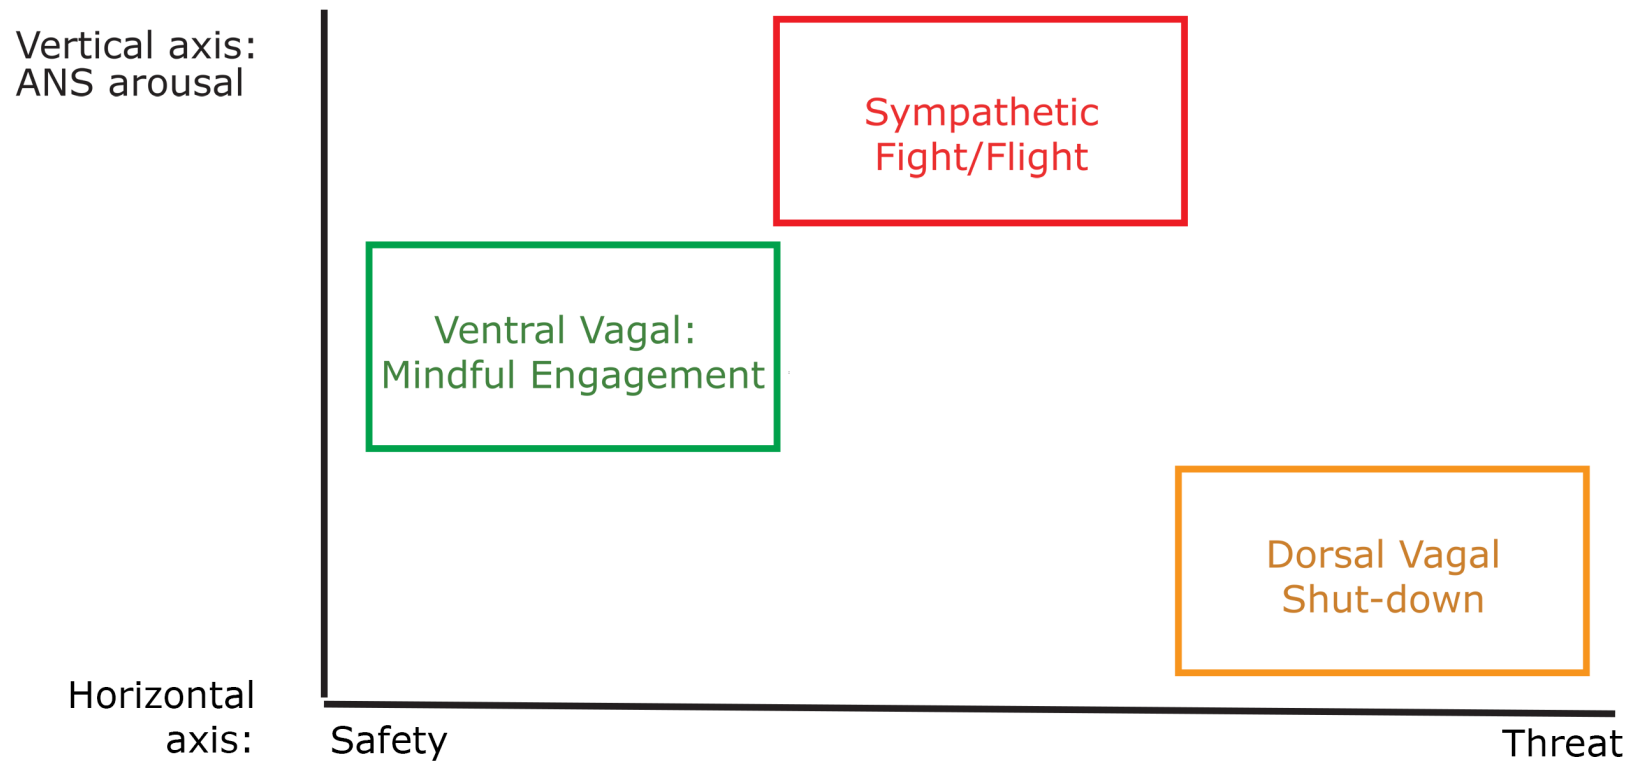 Vertical axis:
ANS arousal
Sympathetic
Fight/Flight
Ventral Vagal:
Mindful Engagement
Dorsal Vagal
Shut-down
Horizontal
axis:
Safety
Threat